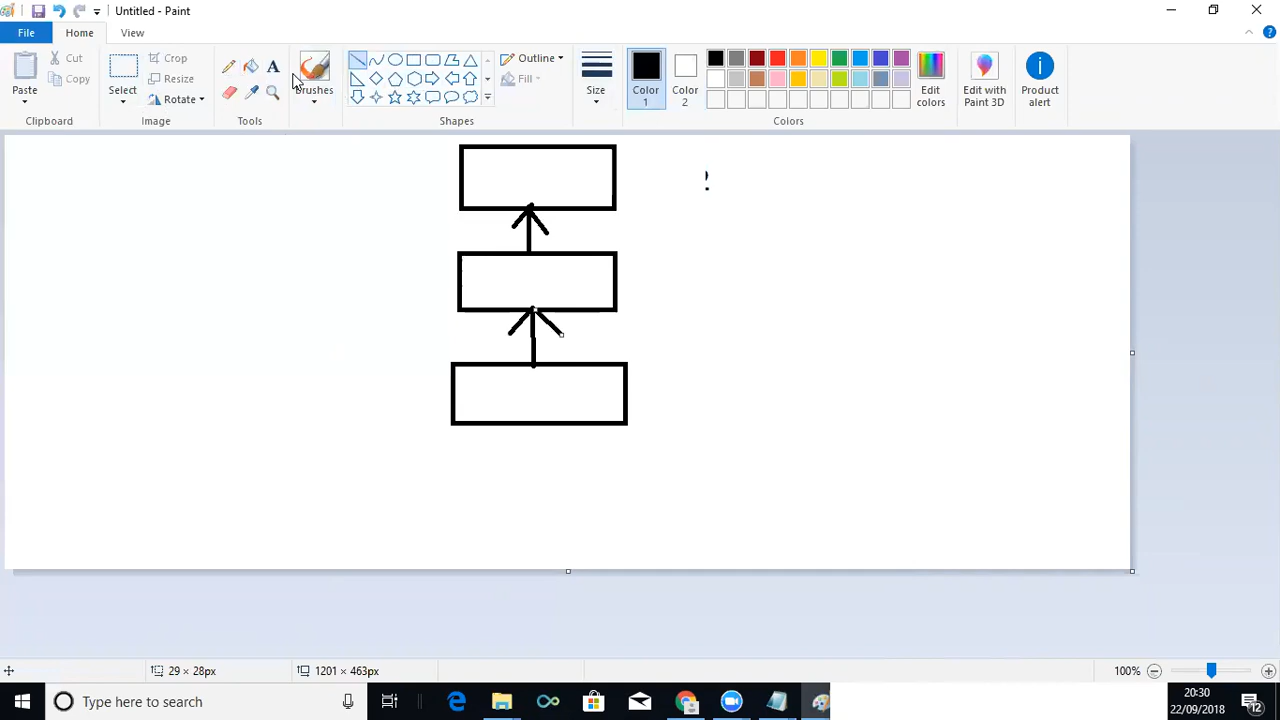 Untitled - Paint
File
Home
View
Paste
Cut
Copy
Clipboard
Select
Crop
Resize
Rotate
Image
A
Tools
Brushes
Shapes
Outline
Fill
Size
Color 1
Color 2
Colors
Edit colors
Edit with Paint 3D
Product alert
29 × 28px
1201 × 463px
100%
Type here to search
20:30
22/09/2018
12